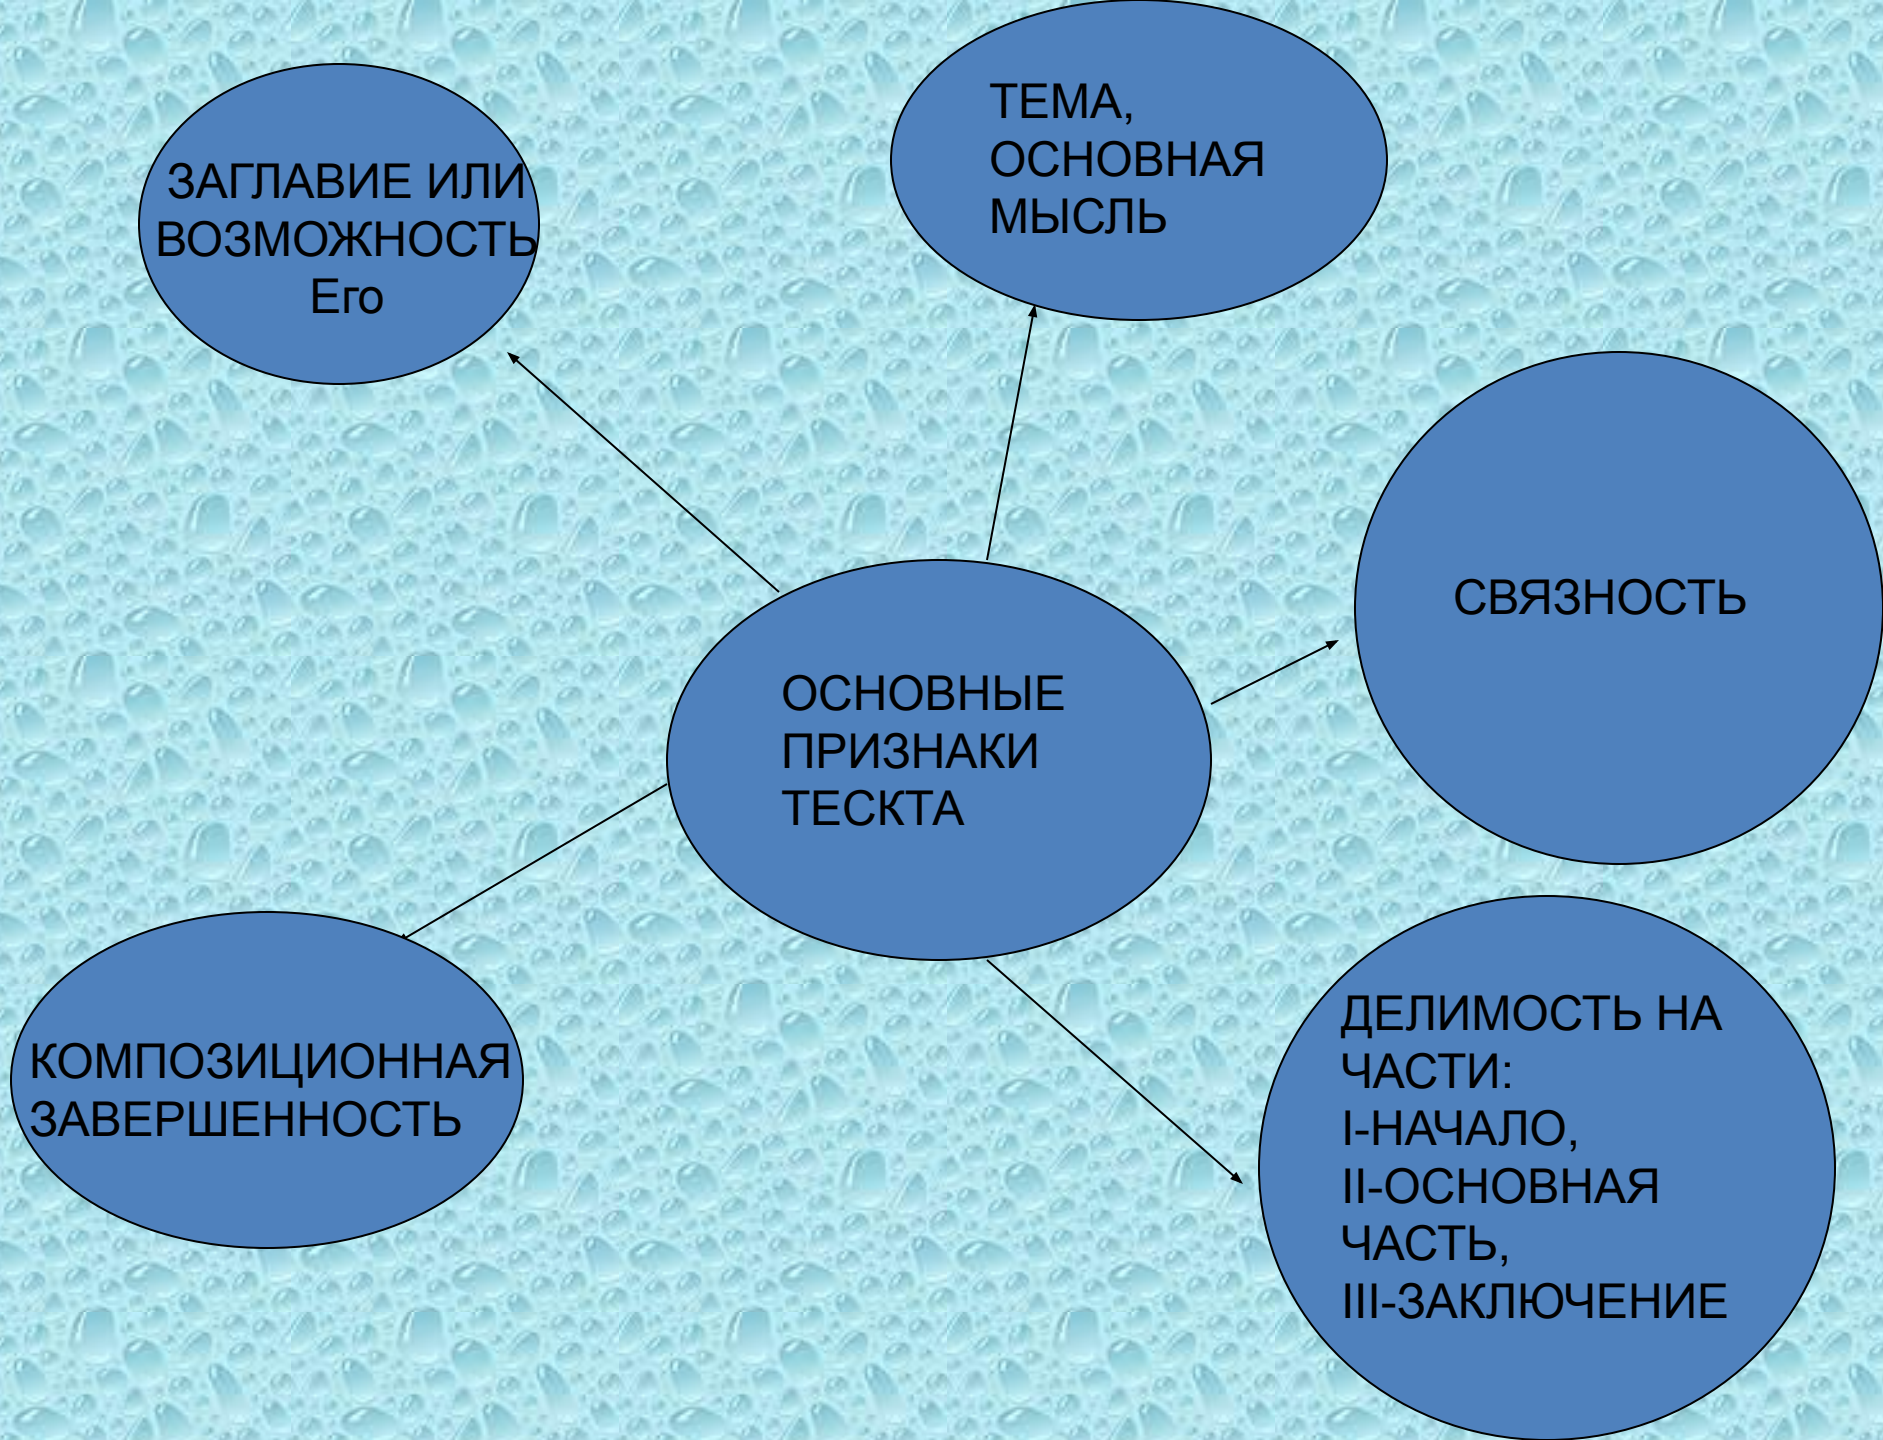 ЗАГЛАВИЕ ИЛИ
ВОЗМОЖНОСТЬ
Его
ТЕМА,
ОСНОВНАЯ
МЫСЛЬ
СВЯЗНОСТЬ
ОСНОВНЫЕ
ПРИЗНАКИ
ТЕСКТА
КОМПОЗИЦИОННАЯ
ЗАВЕРШЕННОСТЬ
ДЕЛИМОСТЬ НА
ЧАСТИ:
I-НАЧАЛО,
II-ОСНОВНАЯ
ЧАСТЬ,
III-ЗАКЛЮЧЕНИЕ